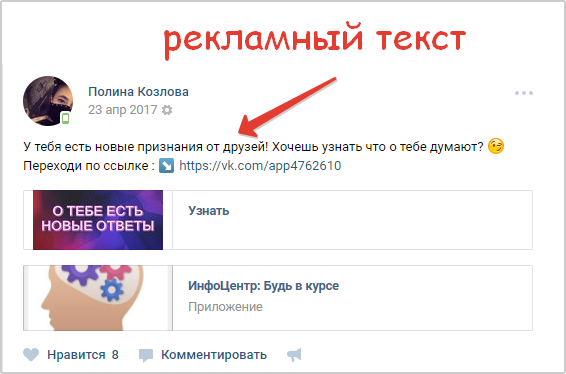 рекламный текст
Полина Козлова
23 апр 2017
У тебя есть новые признания от друзей! Хочешь узнать что о тебе думают? 😉
Переходи по ссылке : ↘ https://vk.com/app4762610
О ТЕБЕ ЕСТЬ
НОВЫЕ ОТВЕТЫ
Узнать
ИнфоЦентр: Будь в курсе
Приложение
Нравится 8 Комментировать